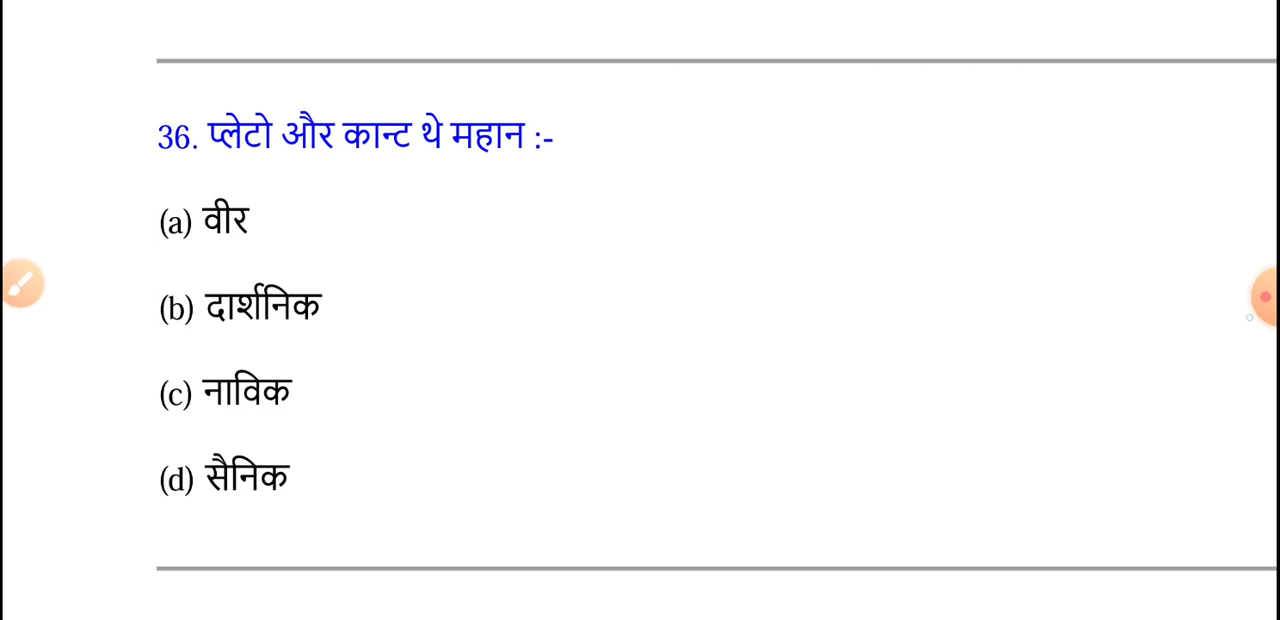 36. प्लेटो और कान्ट थे महान :-
(a) वीर
(b) दार्शनिक
(c) नाविक
(d) सैनिक